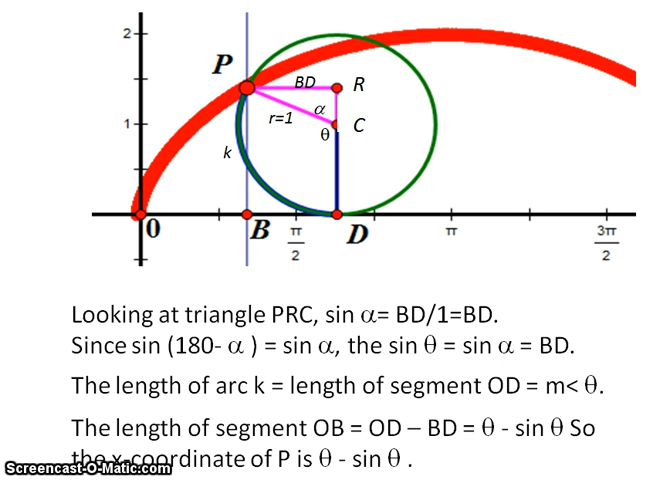 2
P
BD
R
α
1
r=1
θ
C
k
0
B
π
2
D
π
3π
2
Looking at triangle PRC, sin α= BD/1=BD.
Since sin (180- α ) = sin α, the sin θ = sin α = BD.
The length of arc k = length of segment OD = m< θ.
The length of segment OB = OD – BD = θ - sin θ So
the x-coordinate of P is θ - sin θ .
Screencast-O-Matic.com